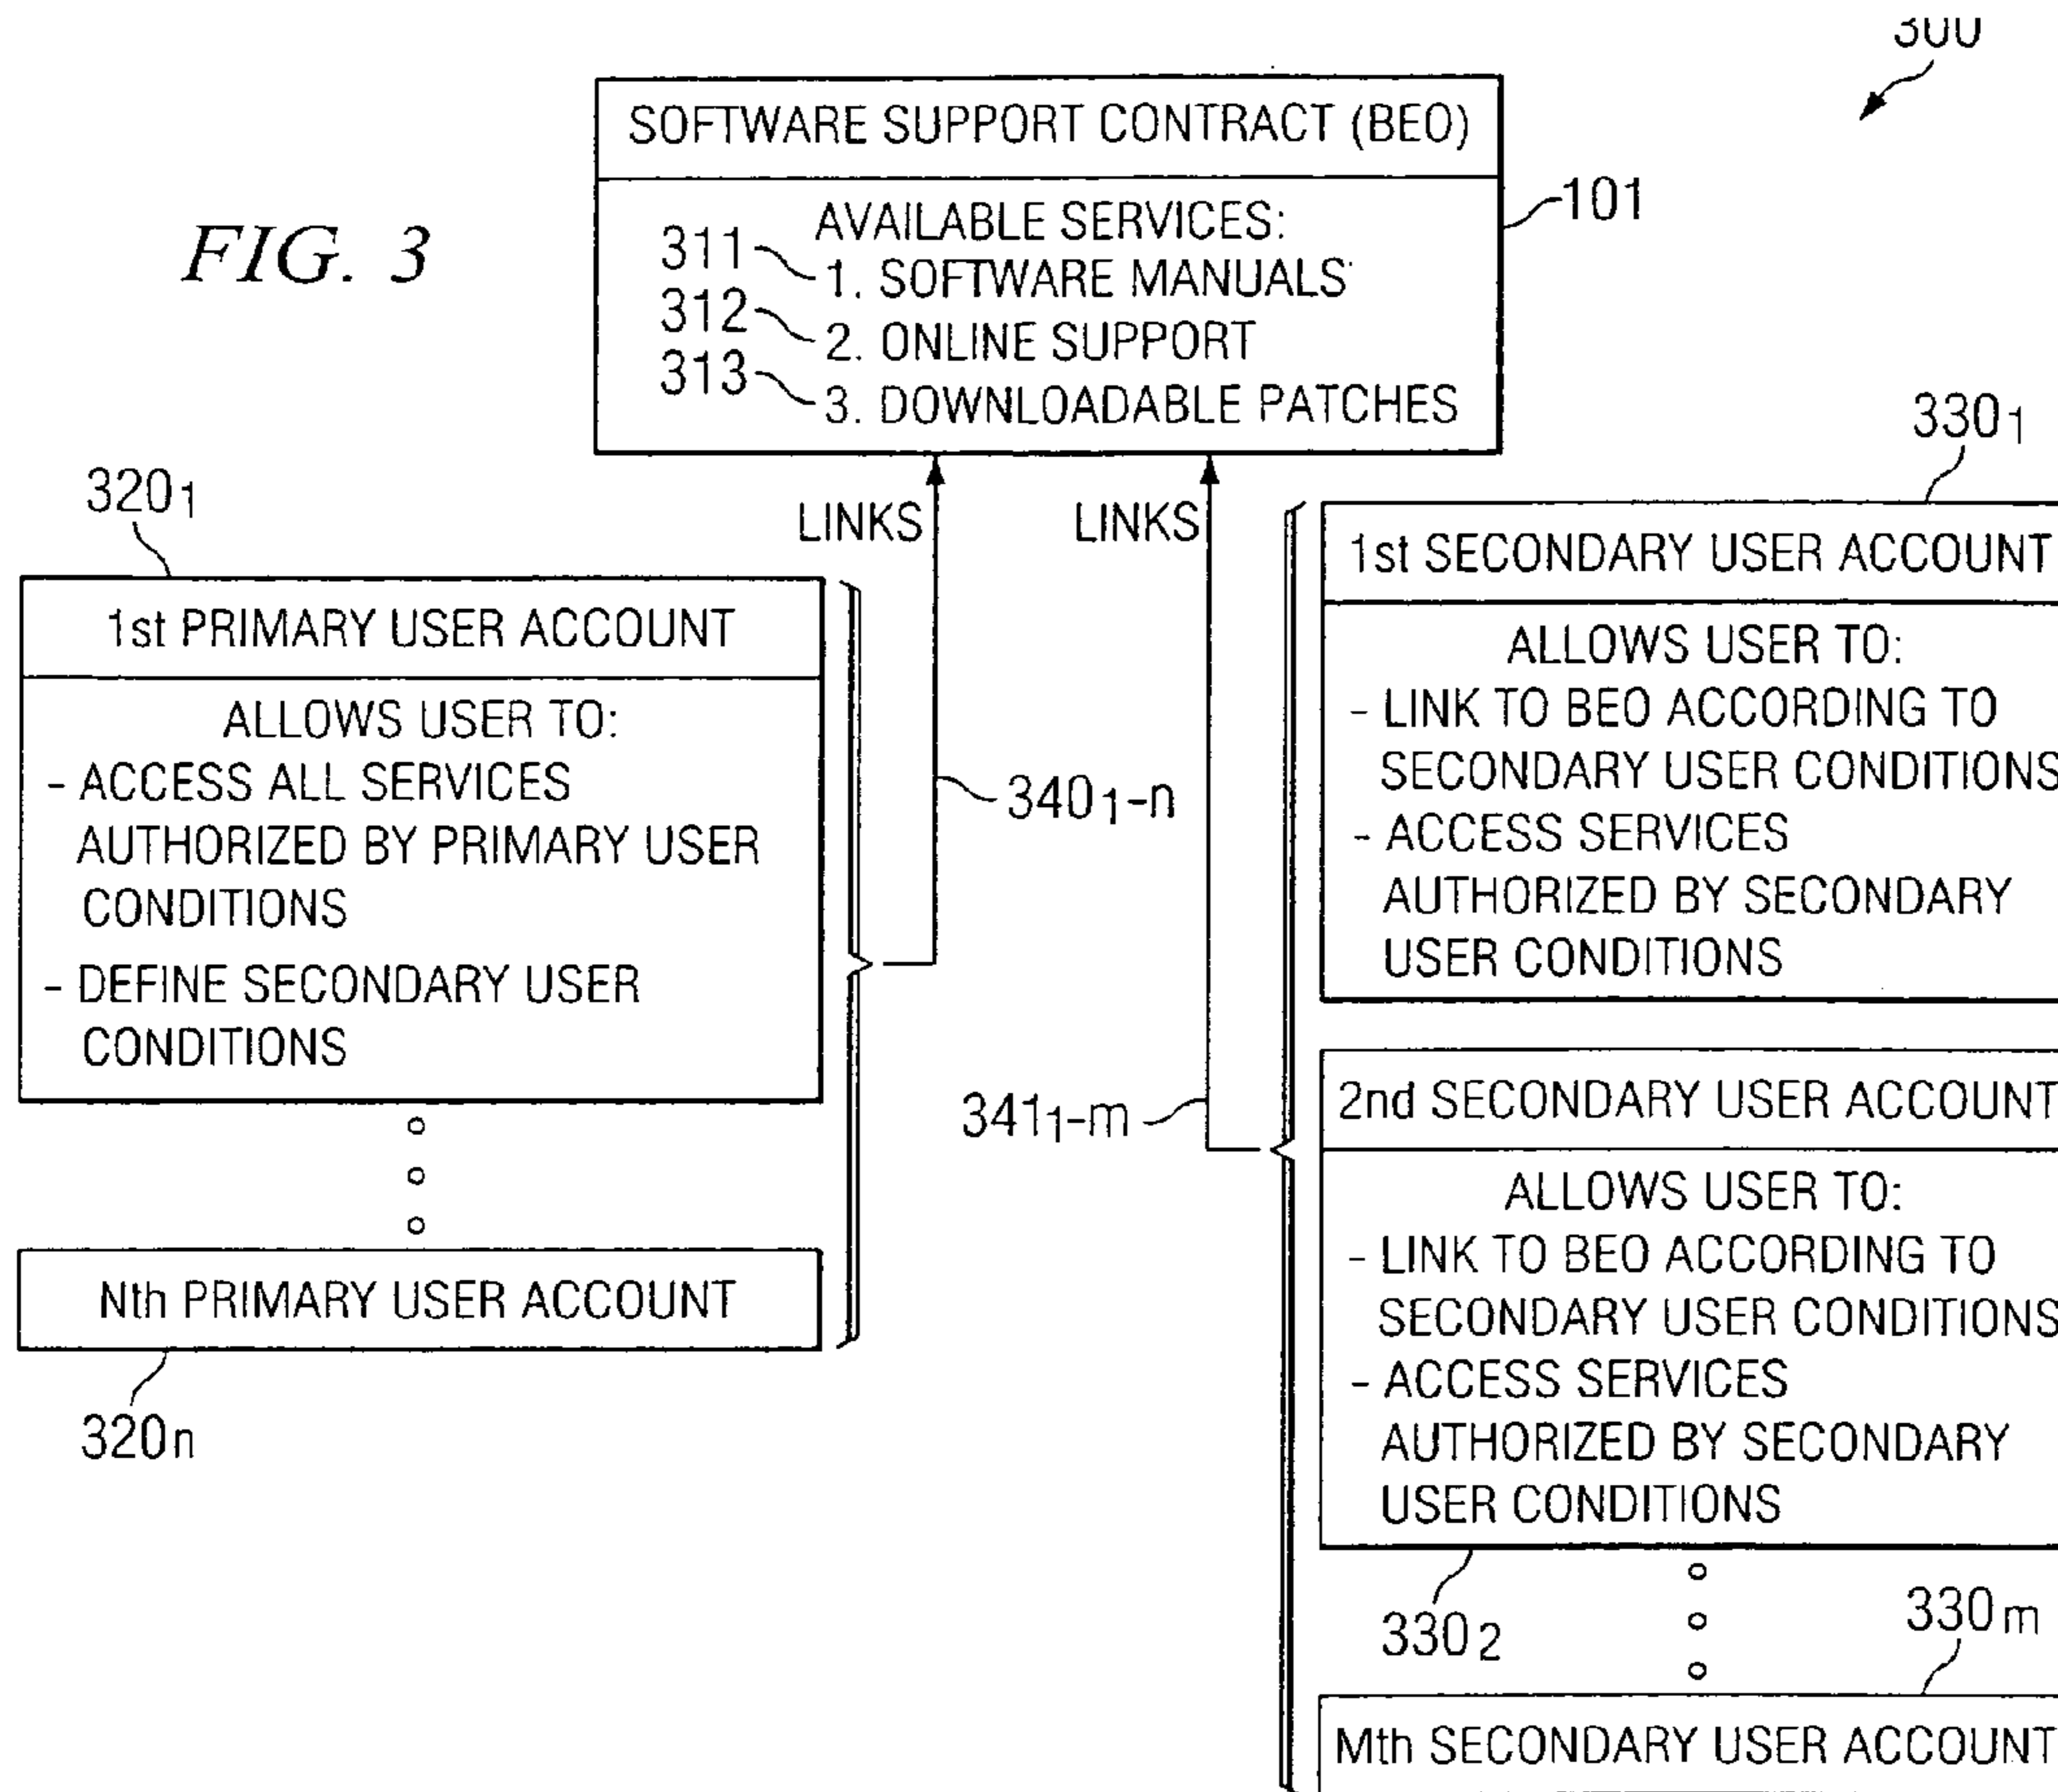 300
SOFTWARE SUPPORT CONTRACT (BEO)
101
FIG. 3
AVAILABLE SERVICES:
311
1. SOFTWARE MANUALS
312
2. ONLINE SUPPORT
313
3. DOWNLOADABLE PATCHES
320₁
LINKS
LINKS
330₁
1st PRIMARY USER ACCOUNT
ALLOWS USER TO:
- ACCESS ALL SERVICES
AUTHORIZED BY PRIMARY USER
CONDITIONS
- DEFINE SECONDARY USER
CONDITIONS
Nth PRIMARY USER ACCOUNT
320n
340₁-n
341₁-m
1st SECONDARY USER ACCOUNT
ALLOWS USER TO:
- LINK TO BEO ACCORDING TO
SECONDARY USER CONDITIONS
- ACCESS SERVICES
AUTHORIZED BY SECONDARY
USER CONDITIONS
2nd SECONDARY USER ACCOUNT
ALLOWS USER TO:
- LINK TO BEO ACCORDING TO
SECONDARY USER CONDITIONS
- ACCESS SERVICES
AUTHORIZED BY SECONDARY
USER CONDITIONS
330₂
330m
Mth SECONDARY USER ACCOUNT